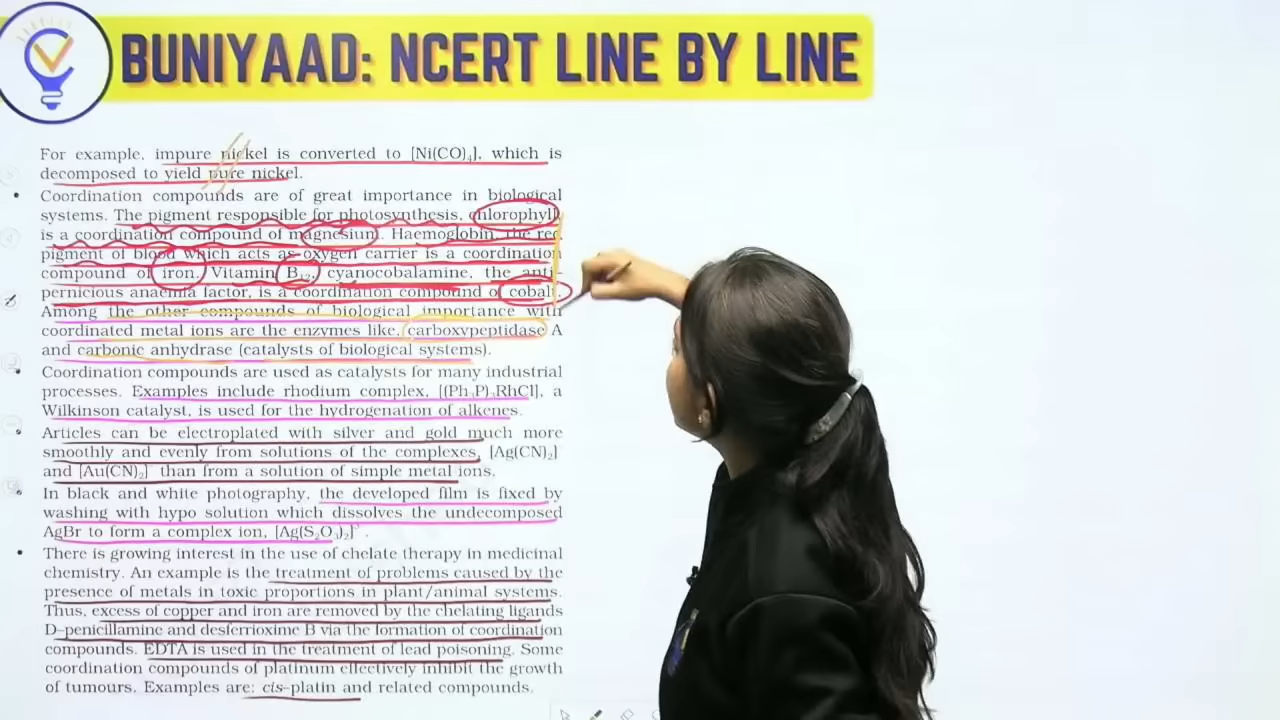 BUNIYAAD: NCERT LINE BY LINE
For example, impure nickel is converted to [Ni(CO)₄], which is
decomposed to yield pure nickel.
• Coordination compounds are of great importance in biological
systems. The pigment responsible for photosynthesis, chlorophyll,
is a coordination compound of magnesium. Haemoglobin, the red
pigment of blood which acts as oxygen carrier is a coordination
compound of iron. Vitamin B₁₂, cyanocobalamine, the anti–
pernicious anaemia factor, is a coordination compound of cobalt.
Among the other compounds of biological importance with
coordinated metal ions are the enzymes like, carboxypeptidase A
and carbonic anhydrase (catalysts of biological systems).
• Coordination compounds are used as catalysts for many industrial
processes. Examples include rhodium complex, [(Ph₃P)₃RhCl], a
Wilkinson catalyst, is used for the hydrogenation of alkenes.
• Articles can be electroplated with silver and gold much more
smoothly and evenly from solutions of the complexes, [Ag(CN)₂]⁻
and [Au(CN)₂]⁻ than from a solution of simple metal ions.
• In black and white photography, the developed film is fixed by
washing with hypo solution which dissolves the undecomposed
AgBr to form a complex ion, [Ag(S₂O₃)₂]³⁻.
• There is growing interest in the use of chelate therapy in medicinal
chemistry. An example is the treatment of problems caused by the
presence of metals in toxic proportions in plant/animal systems.
Thus, excess of copper and iron are removed by the chelating ligands
D–penicillamine and desferrioxime B via the formation of coordination
compounds. EDTA is used in the treatment of lead poisoning. Some
coordination compounds of platinum effectively inhibit the growth
of tumours. Examples are: cis–platin and related compounds.